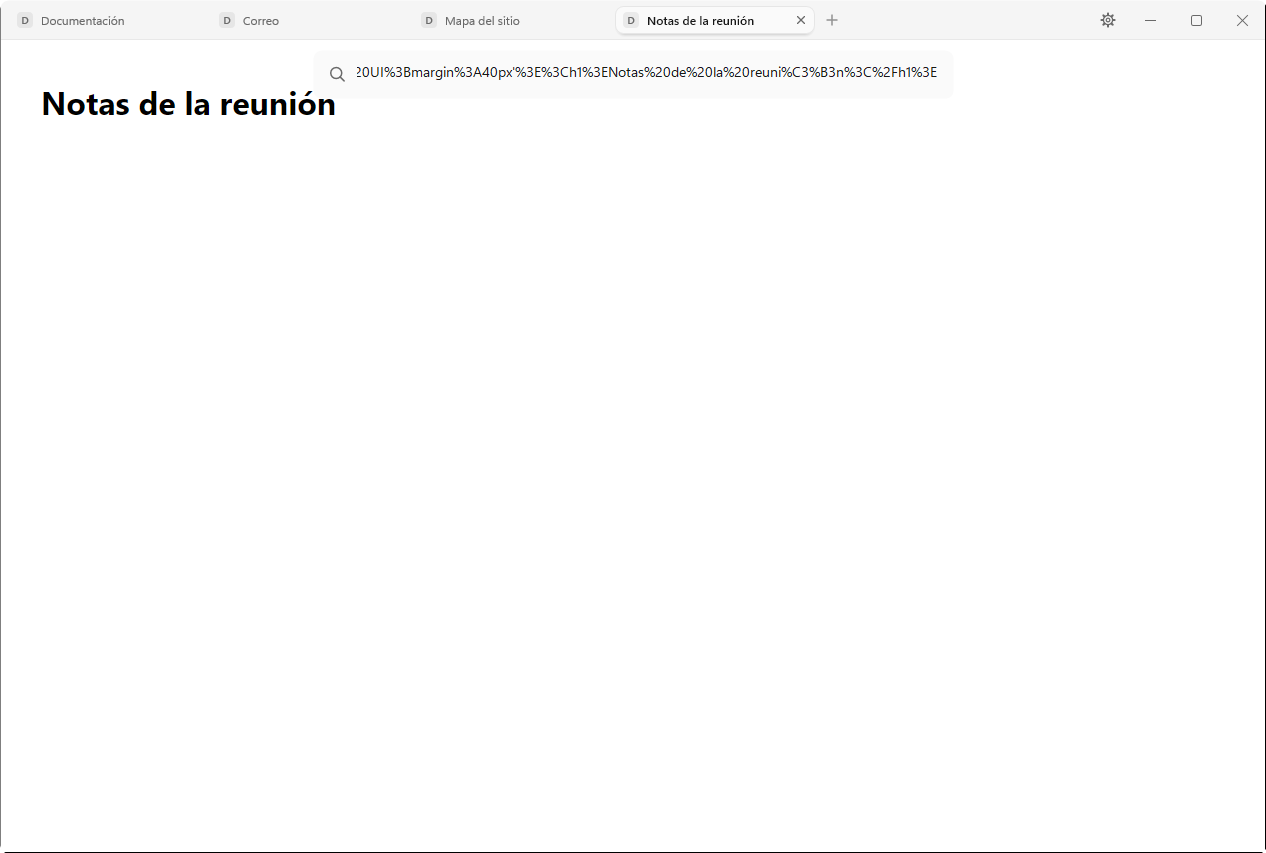 D Documentación
D Correo
D Mapa del sitio
D Notas de la reunión
20UI%3Bmargin%3A40px'%3E%3Ch1%3ENotas%20de%20la%20reuni%C3%B3n%3C%2Fh1%3E
Notas de la reunión